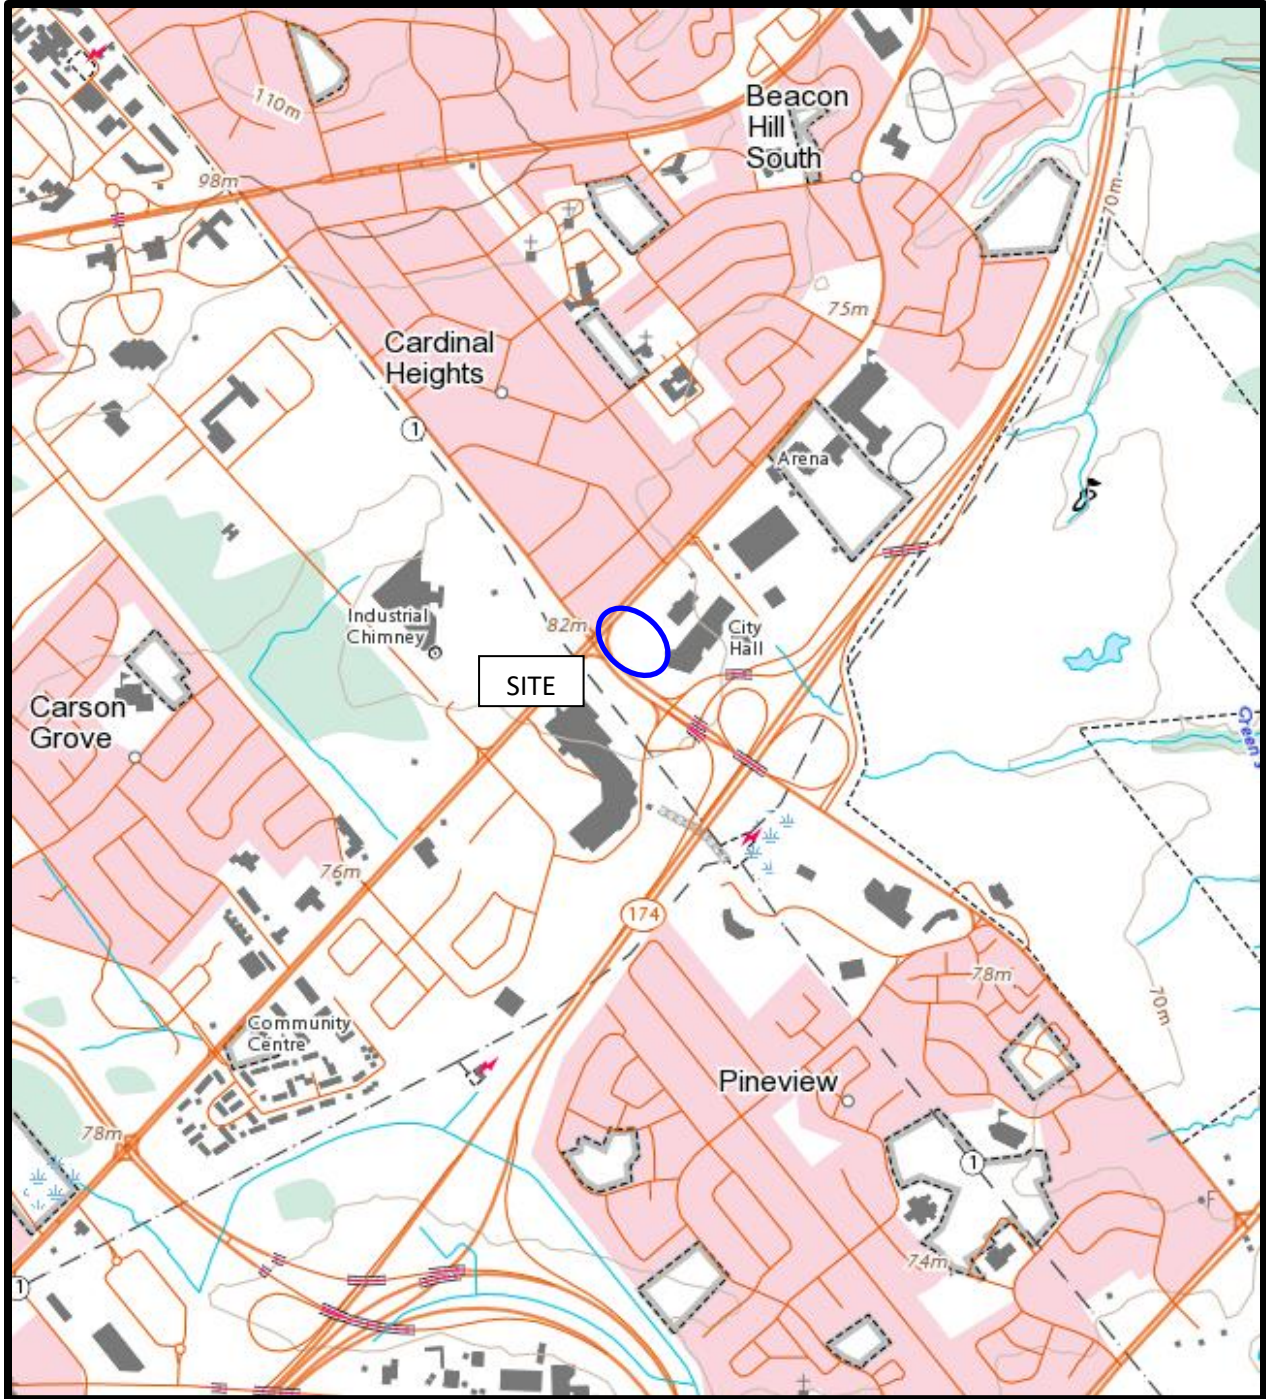 110m
Beacon
Hill
South
98m
70m
75m
Cardinal
Heights
1
Arena
Industrial
Chimney
82m
City
Hall
SITE
Carson
Grove
Green's
76m
174
78m
70m
Community
Centre
Pineview
78m
1
F
74m
1